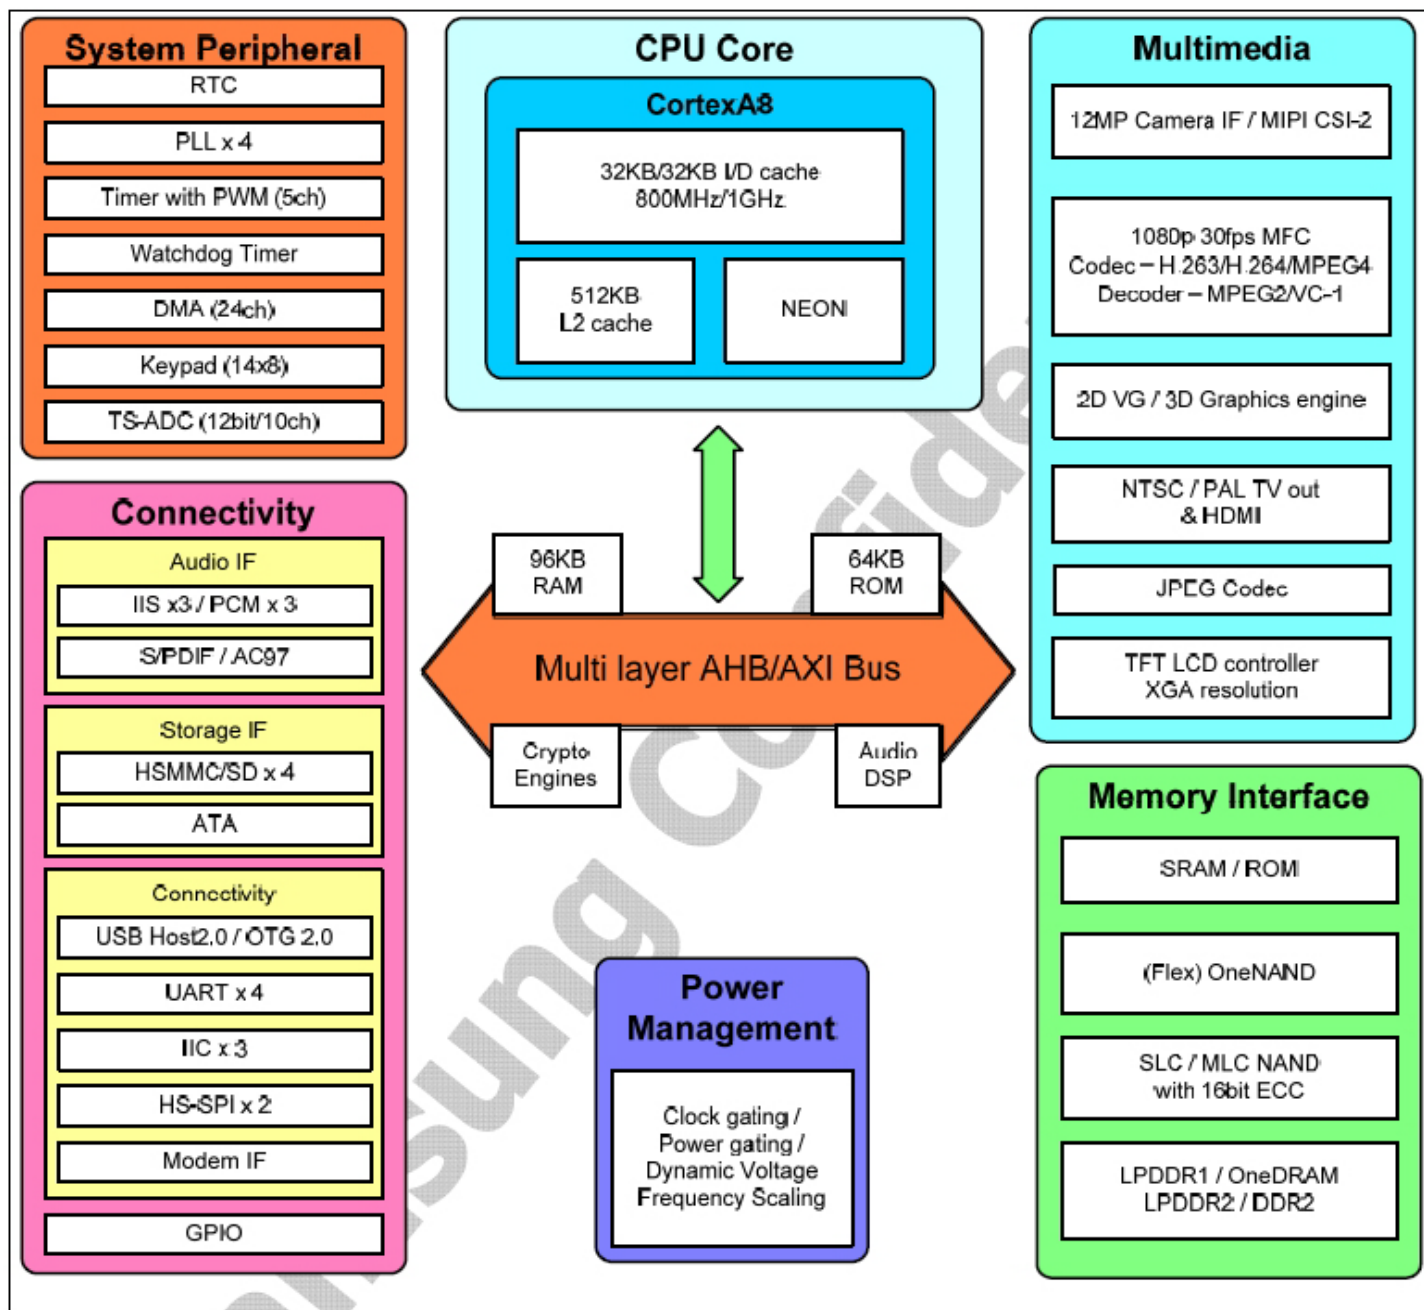 System Peripheral
RTC
PLL x 4
Timer with PWM (5ch)
Watchdog Timer
DMA (24ch)
Keypad (14x8)
TS-ADC (12bit/10ch)
CPU Core
CortexA8
32KB/32KB I/D cache
800MHz/1GHz
512KB
L2 cache
NEON
Multimedia
12MP Camera IF / MIPI CSI-2
1080p 30fps MFC
Codec – H.263/H.264/MPEG4
Decoder – MPEG2/VC-1
2D VG / 3D Graphics engine
NTSC / PAL TV out
& HDMI
JPEG Codec
TFT LCD controller
XGA resolution
Connectivity
Audio IF
IIS x3 / PCM x 3
S/PDIF / AC97
Storage IF
HSMMC/SD x 4
ATA
Connectivity
USB Host2.0 / OTG 2.0
UART x 4
IIC x 3
HS-SPI x 2
Modem IF
GPIO
96KB
RAM
64KB
ROM
Multi layer AHB/AXI Bus
Crypto
Engines
Audio
DSP
Power
Management
Clock gating /
Power gating /
Dynamic Voltage
Frequency Scaling
Memory Interface
SRAM / ROM
(Flex) OneNAND
SLC / MLC NAND
with 16bit ECC
LPDDR1 / OneDRAM
LPDDR2 / DDR2